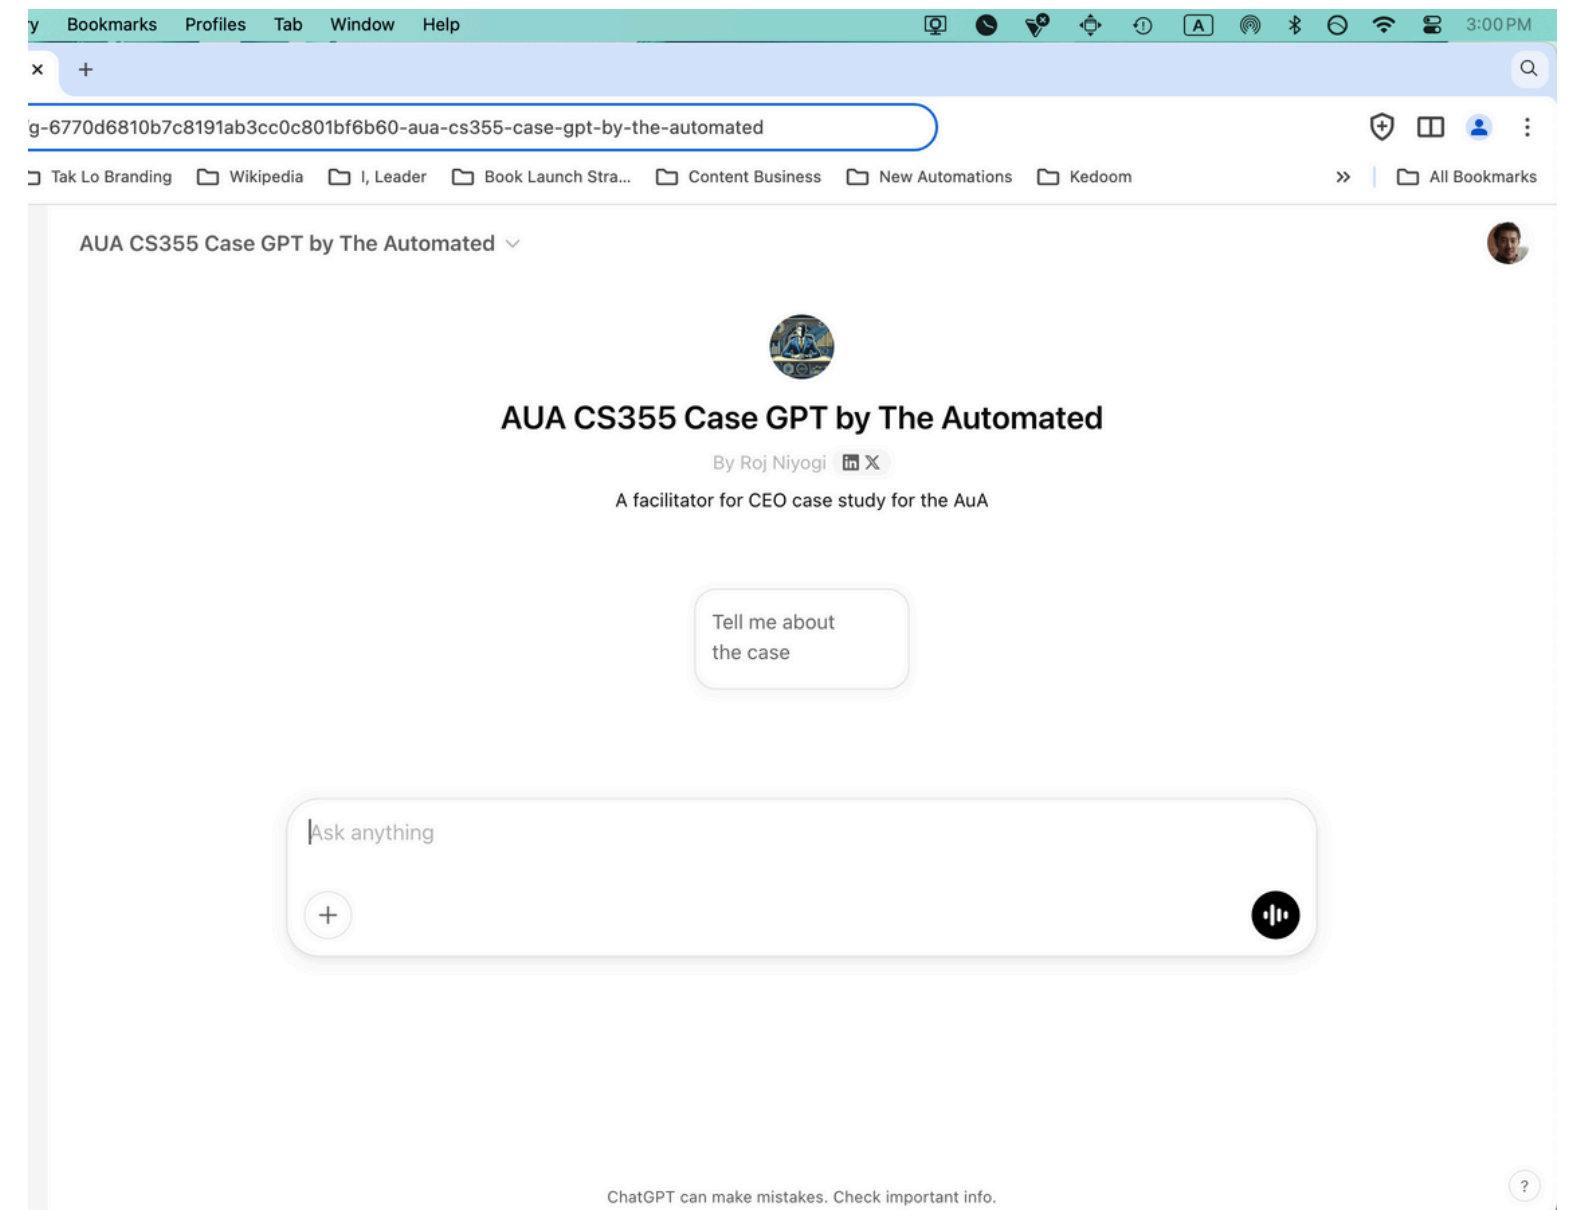 y Bookmarks Profiles Tab Window Help A 3:00 PM
g-6770d6810b7c8191ab3cc0c801bf6b60-aua-cs355-case-gpt-by-the-automated
Tak Lo Branding Wikipedia I, Leader Book Launch Stra... Content Business New Automations Kedoom All Bookmarks
AUA CS355 Case GPT by The Automated
AUA CS355 Case GPT by The Automated
By Roj Niyogi in X
A facilitator for CEO case study for the AuA
Tell me about
the case
Ask anything
ChatGPT can make mistakes. Check important info.
?